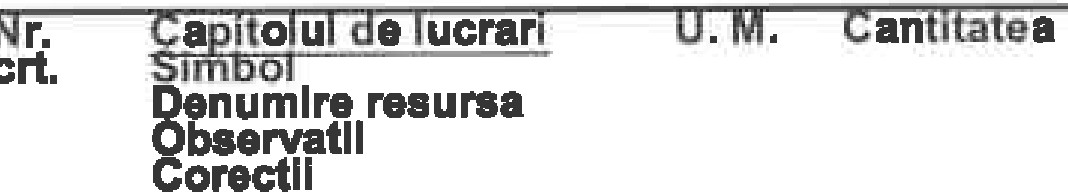 Nr. Capitolul de lucrari U. M. Cantitatea
crt. Simbol
Denumire resursa
Observatii
Corectii